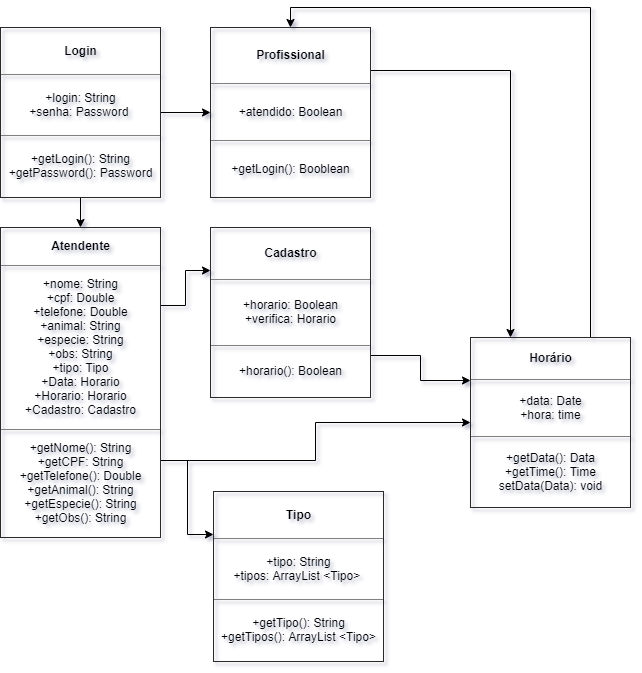 Login
+login: String
+senha: Password
+getLogin(): String
+getPassword(): Password
Profissional
+atendido: Boolean
+getLogin(): Booblean
Atendente
+nome: String
+cpf: Double
+telefone: Double
+animal: String
+especie: String
+obs: String
+tipo: Tipo
+Data: Horario
+Horario: Horario
+Cadastro: Cadastro
+getNome(): String
+getCPF: String
+getTelefone(): Double
+getAnimal(): String
+getEspecie(): String
+getObs(): String
Cadastro
+horario: Boolean
+verifica: Horario
+horario(): Boolean
Horário
+data: Date
+hora: time
+getData(): Data
+getTime(): Time
setData(Data): void
Tipo
+tipo: String
+tipos: ArrayList <Tipo>
+getTipo(): String
+getTipos(): ArrayList <Tipo>